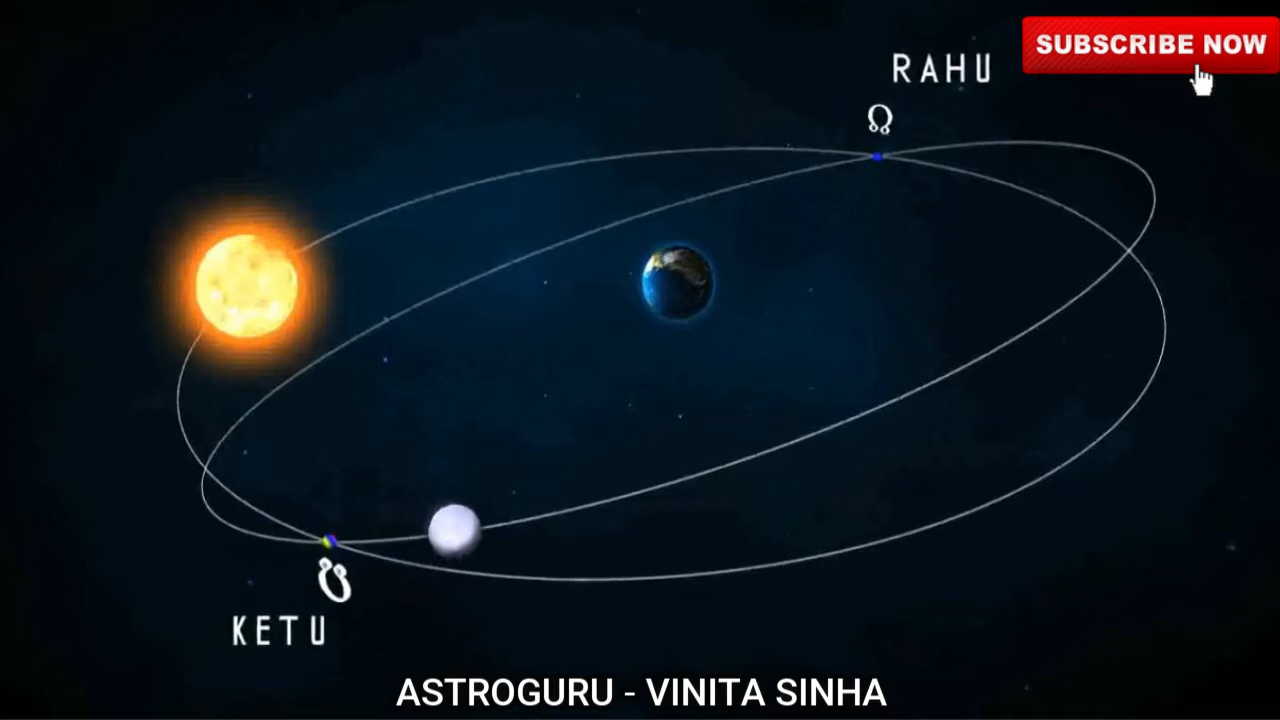 SUBSCRIBE NOW
RAHU
☊
☋
KETU
ASTROGURU - VINITA SINHA